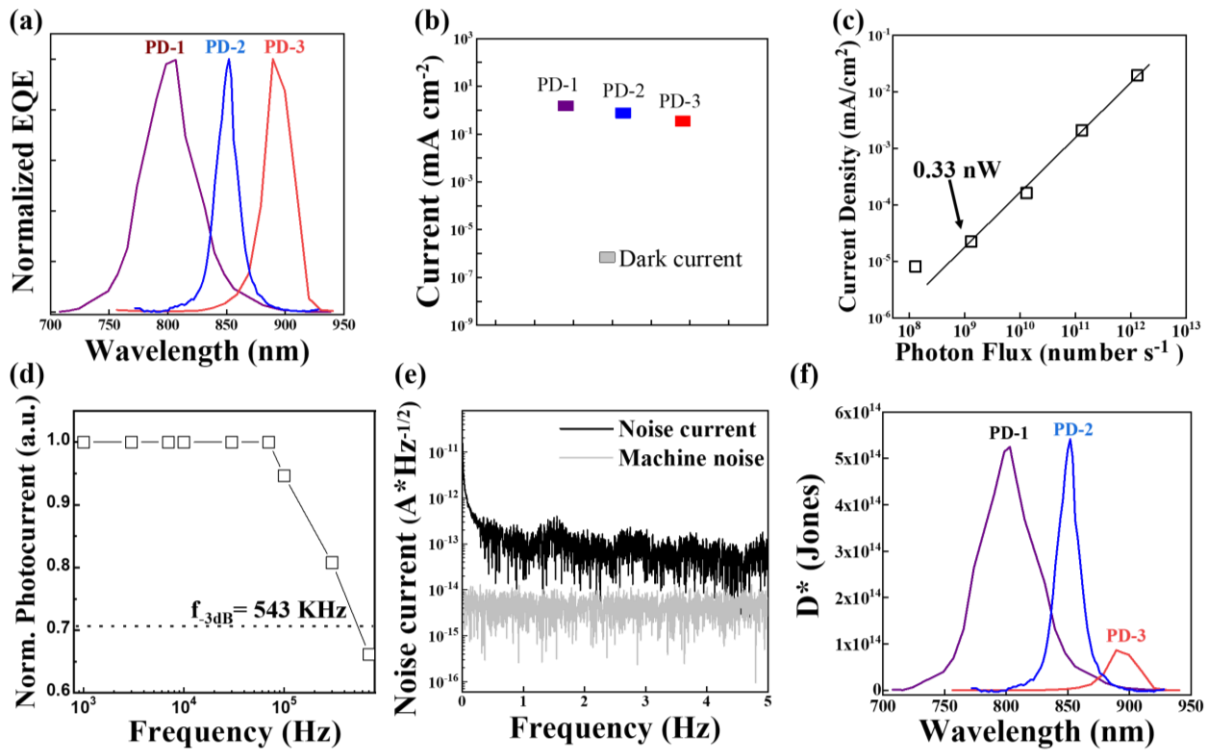 (a)
PD-1 PD-2 PD-3
Normalized EQE
700 750 800 850 900 950
Wavelength (nm)
(b)
Current (mA cm⁻²)
10³
10¹
10⁻¹
10⁻³
10⁻⁵
10⁻⁷
10⁻⁹
PD-1
PD-2
PD-3
Dark current
(c)
Current Density (mA/cm²)
10⁻¹
10⁻²
10⁻³
10⁻⁴
10⁻⁵
10⁻⁶
0.33 nW
10⁸ 10⁹ 10¹⁰ 10¹¹ 10¹² 10¹³
Photon Flux (number s⁻¹)
(d)
Norm. Photocurrent (a.u.)
1.0
0.9
0.8
0.7
0.6
f-3dB= 543 KHz
10³ 10⁴ 10⁵
Frequency (Hz)
(e)
Noise current (A*Hz⁻¹/²)
10⁻¹¹
10⁻¹²
10⁻¹³
10⁻¹⁴
10⁻¹⁵
10⁻¹⁶
Noise current
Machine noise
0 1 2 3 4 5
Frequency (Hz)
(f)
D* (Jones)
6x10¹⁴
5x10¹⁴
4x10¹⁴
3x10¹⁴
2x10¹⁴
1x10¹⁴
0
PD-1
PD-2
PD-3
700 750 800 850 900 950
Wavelength (nm)